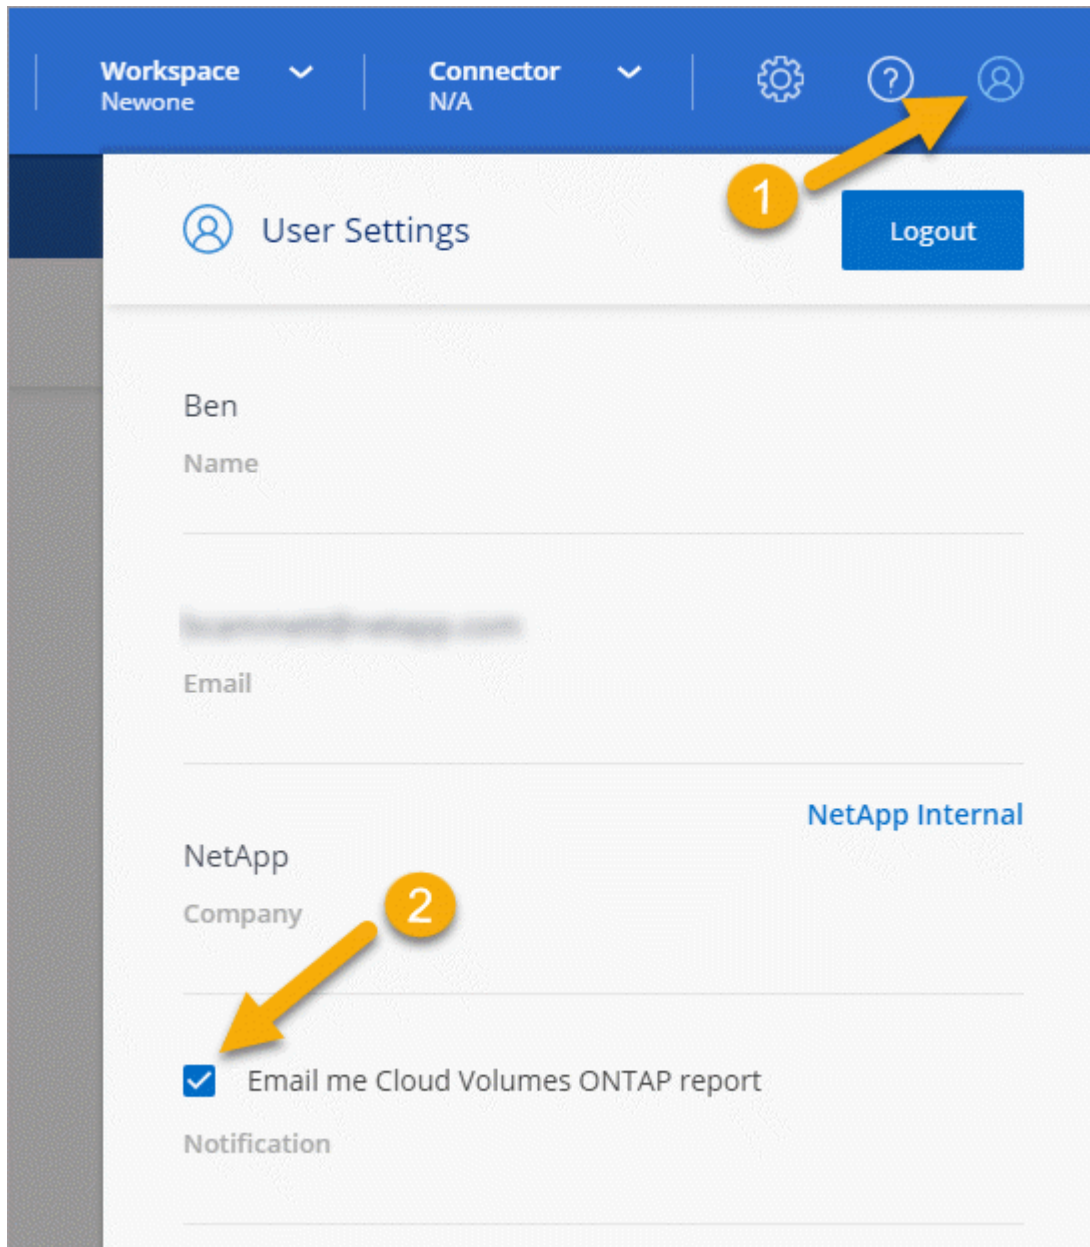 Workspace
Newone
Connector
N/A
?
1
User Settings
Logout
Ben
Name
Email
NetApp Internal
NetApp
Company
2
Email me Cloud Volumes ONTAP report
Notification